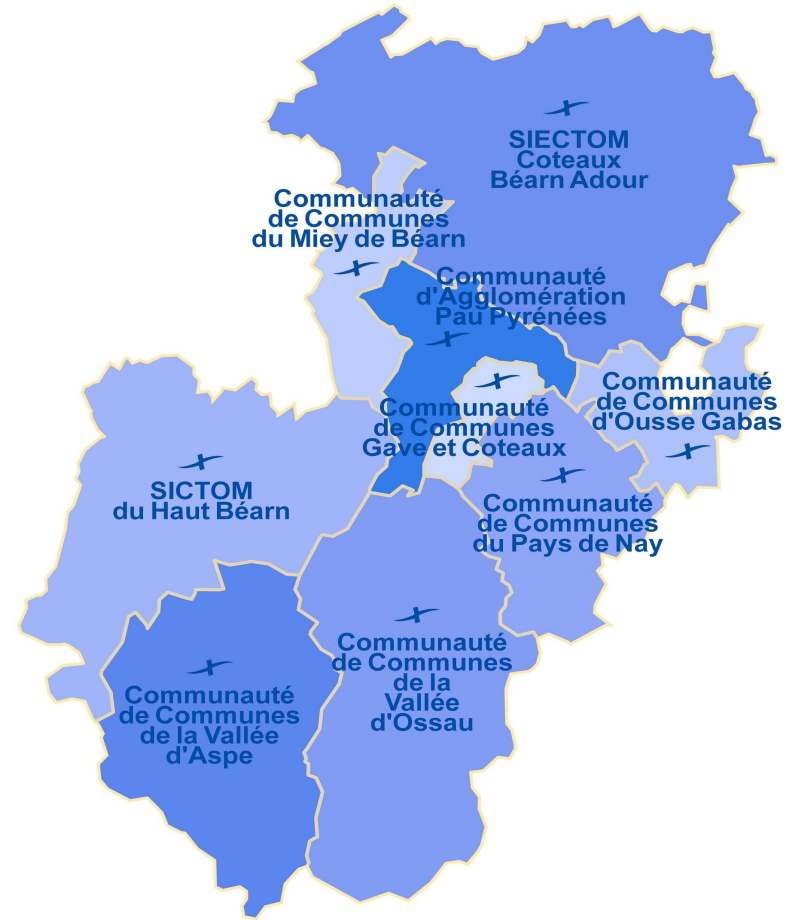 SIECTOM
Coteaux
Béarn Adour
Communauté
de Communes
du Miey de Béarn
Communauté
d'Agglomération
Pau Pyrénées
Communauté
de Communes
d'Ousse Gabas
Communauté
de Communes
Gave et Coteaux
SICTOM
du Haut Béarn
Communauté
de Communes
du Pays de Nay
Communauté
de Communes
de la
Vallée
d'Ossau
Communauté
de Communes
de la Vallée
d'Aspe